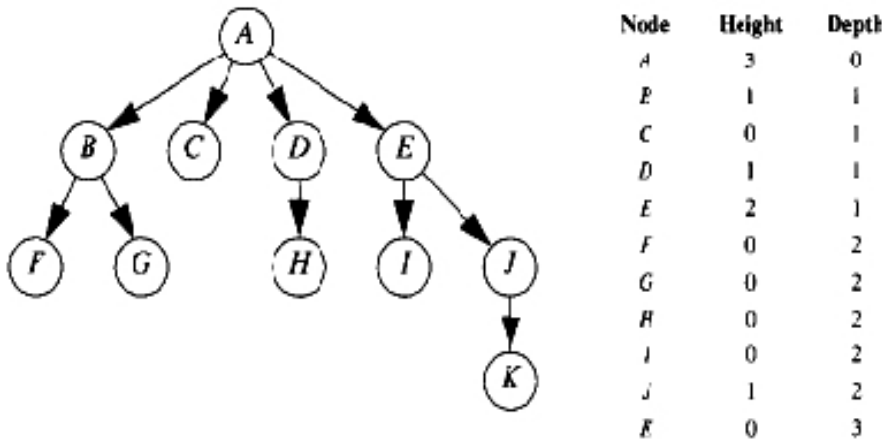 A
B C D E
F G H I J
K
Node Height Depth
A 3 0
B 1 1
C 0 1
D 1 1
E 2 1
F 0 2
G 0 2
H 0 2
I 0 2
J 1 2
K 0 3